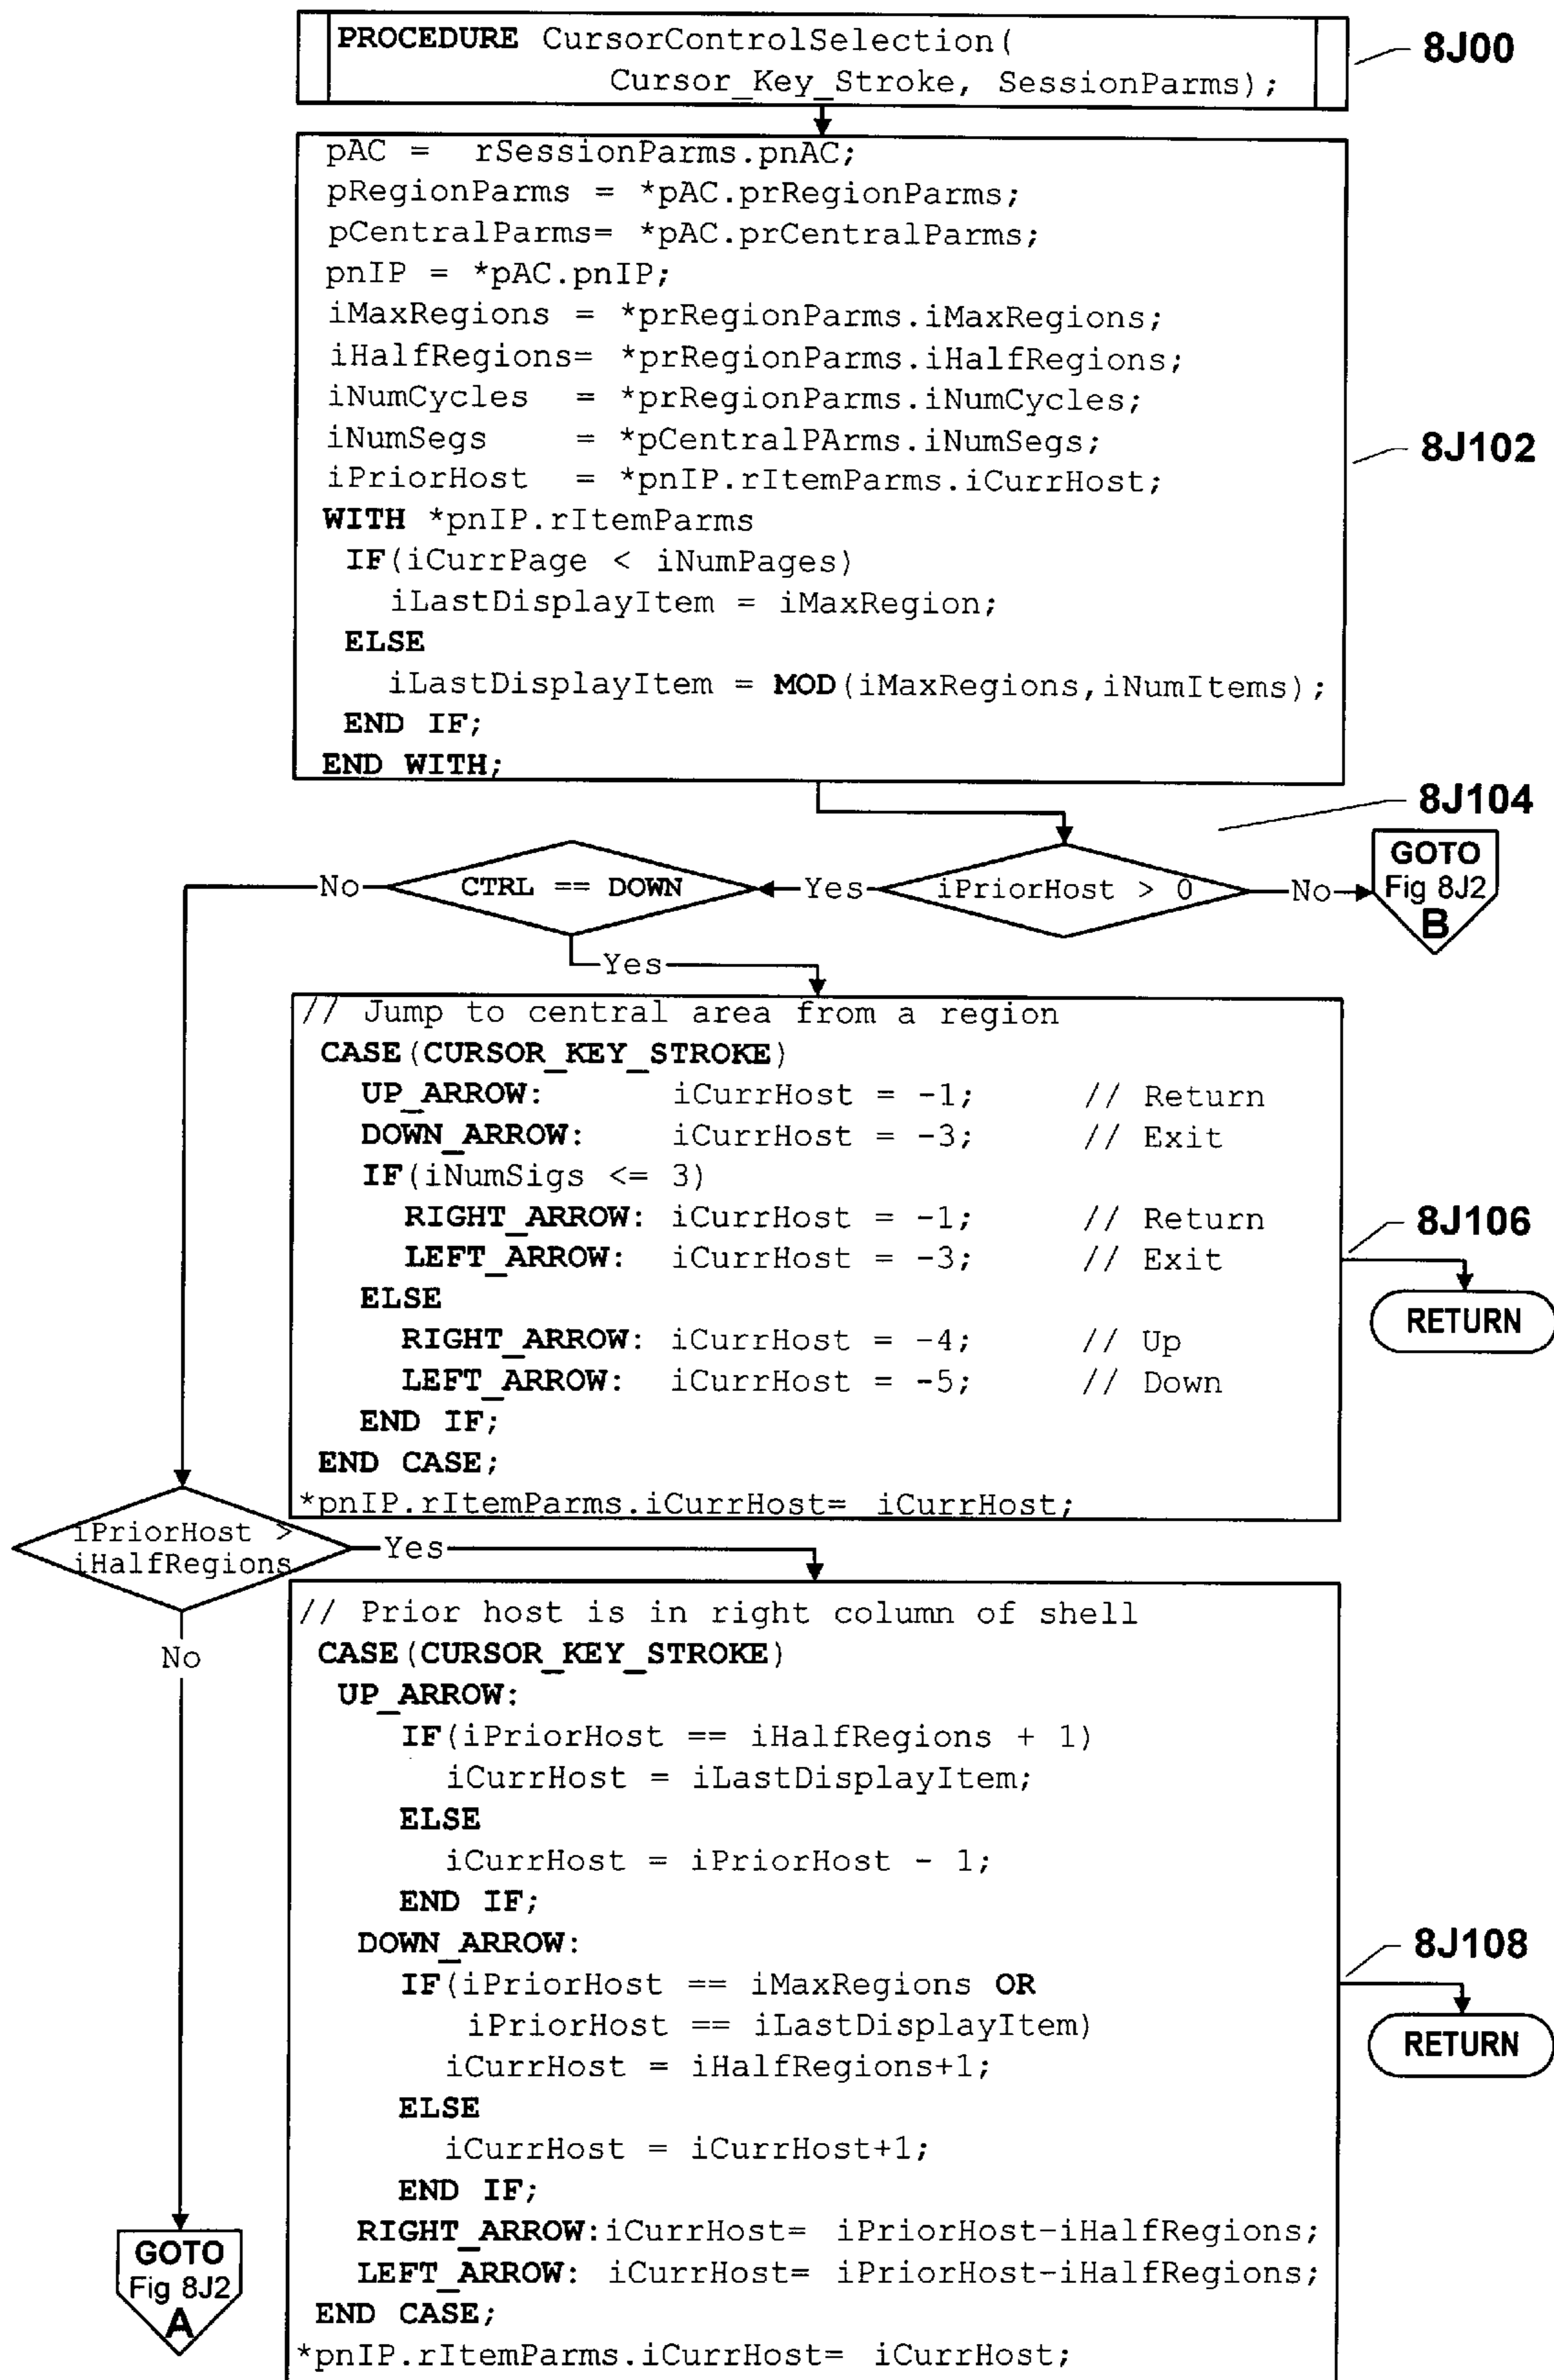 PROCEDURE CursorControlSelection(
Cursor_Key_Stroke, SessionParms);
8J00
pAC =  rSessionParms.pnAC;
pRegionParms = *pAC.prRegionParms;
pCentralParms= *pAC.prCentralParms;
pnIP = *pAC.pnIP;
iMaxRegions = *prRegionParms.iMaxRegions;
iHalfRegions= *prRegionParms.iHalfRegions;
iNumCycles  = *prRegionParms.iNumCycles;
iNumSegs    = *pCentralPArms.iNumSegs;
iPriorHost  = *pnIP.rItemParms.iCurrHost;
WITH *pnIP.rItemParms
IF(iCurrPage < iNumPages)
iLastDisplayItem = iMaxRegion;
ELSE
iLastDisplayItem = MOD(iMaxRegions,iNumItems);
END IF;
END WITH;
8J102
8J104
No
CTRL == DOWN
Yes
iPriorHost > 0
No
GOTO
Fig 8J2
B
Yes
// Jump to central area from a region
CASE(CURSOR_KEY_STROKE)
UP_ARROW: iCurrHost = -1; // Return
DOWN_ARROW: iCurrHost = -3; // Exit
IF(iNumSigs <= 3)
RIGHT_ARROW: iCurrHost = -1; // Return
LEFT_ARROW: iCurrHost = -3; // Exit
ELSE
RIGHT_ARROW: iCurrHost = -4; // Up
LEFT_ARROW: iCurrHost = -5; // Down
END IF;
END CASE;
*pnIP.rItemParms.iCurrHost= iCurrHost;
8J106
RETURN
iPriorHost >
iHalfRegions
Yes
No
// Prior host is in right column of shell
CASE(CURSOR_KEY_STROKE)
UP_ARROW:
IF(iPriorHost == iHalfRegions + 1)
iCurrHost = iLastDisplayItem;
ELSE
iCurrHost = iPriorHost - 1;
END IF;
DOWN_ARROW:
IF(iPriorHost == iMaxRegions OR
iPriorHost == iLastDisplayItem)
iCurrHost = iHalfRegions+1;
ELSE
iCurrHost = iCurrHost+1;
END IF;
RIGHT_ARROW:iCurrHost= iPriorHost-iHalfRegions;
LEFT_ARROW: iCurrHost= iPriorHost-iHalfRegions;
END CASE;
*pnIP.rItemParms.iCurrHost= iCurrHost;
8J108
RETURN
GOTO
Fig 8J2
A